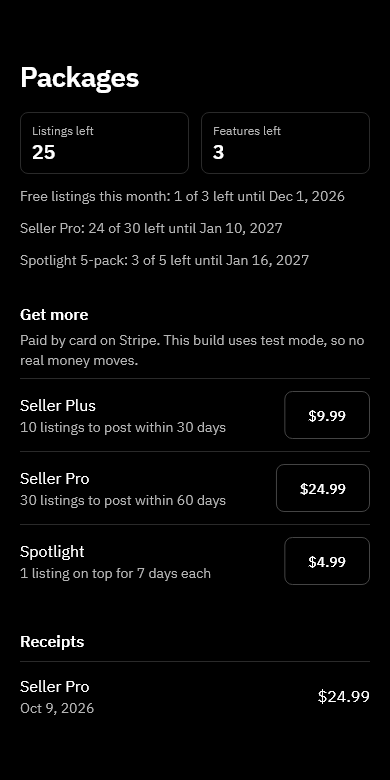 Packages
Listings left
25
Features left
3
Free listings this month: 1 of 3 left until Dec 1, 2026
Seller Pro: 24 of 30 left until Jan 10, 2027
Spotlight 5-pack: 3 of 5 left until Jan 16, 2027
Get more
Paid by card on Stripe. This build uses test mode, so no
real money moves.
Seller Plus
10 listings to post within 30 days
$9.99
Seller Pro
30 listings to post within 60 days
$24.99
Spotlight
1 listing on top for 7 days each
$4.99
Receipts
Seller Pro
Oct 9, 2026
$24.99